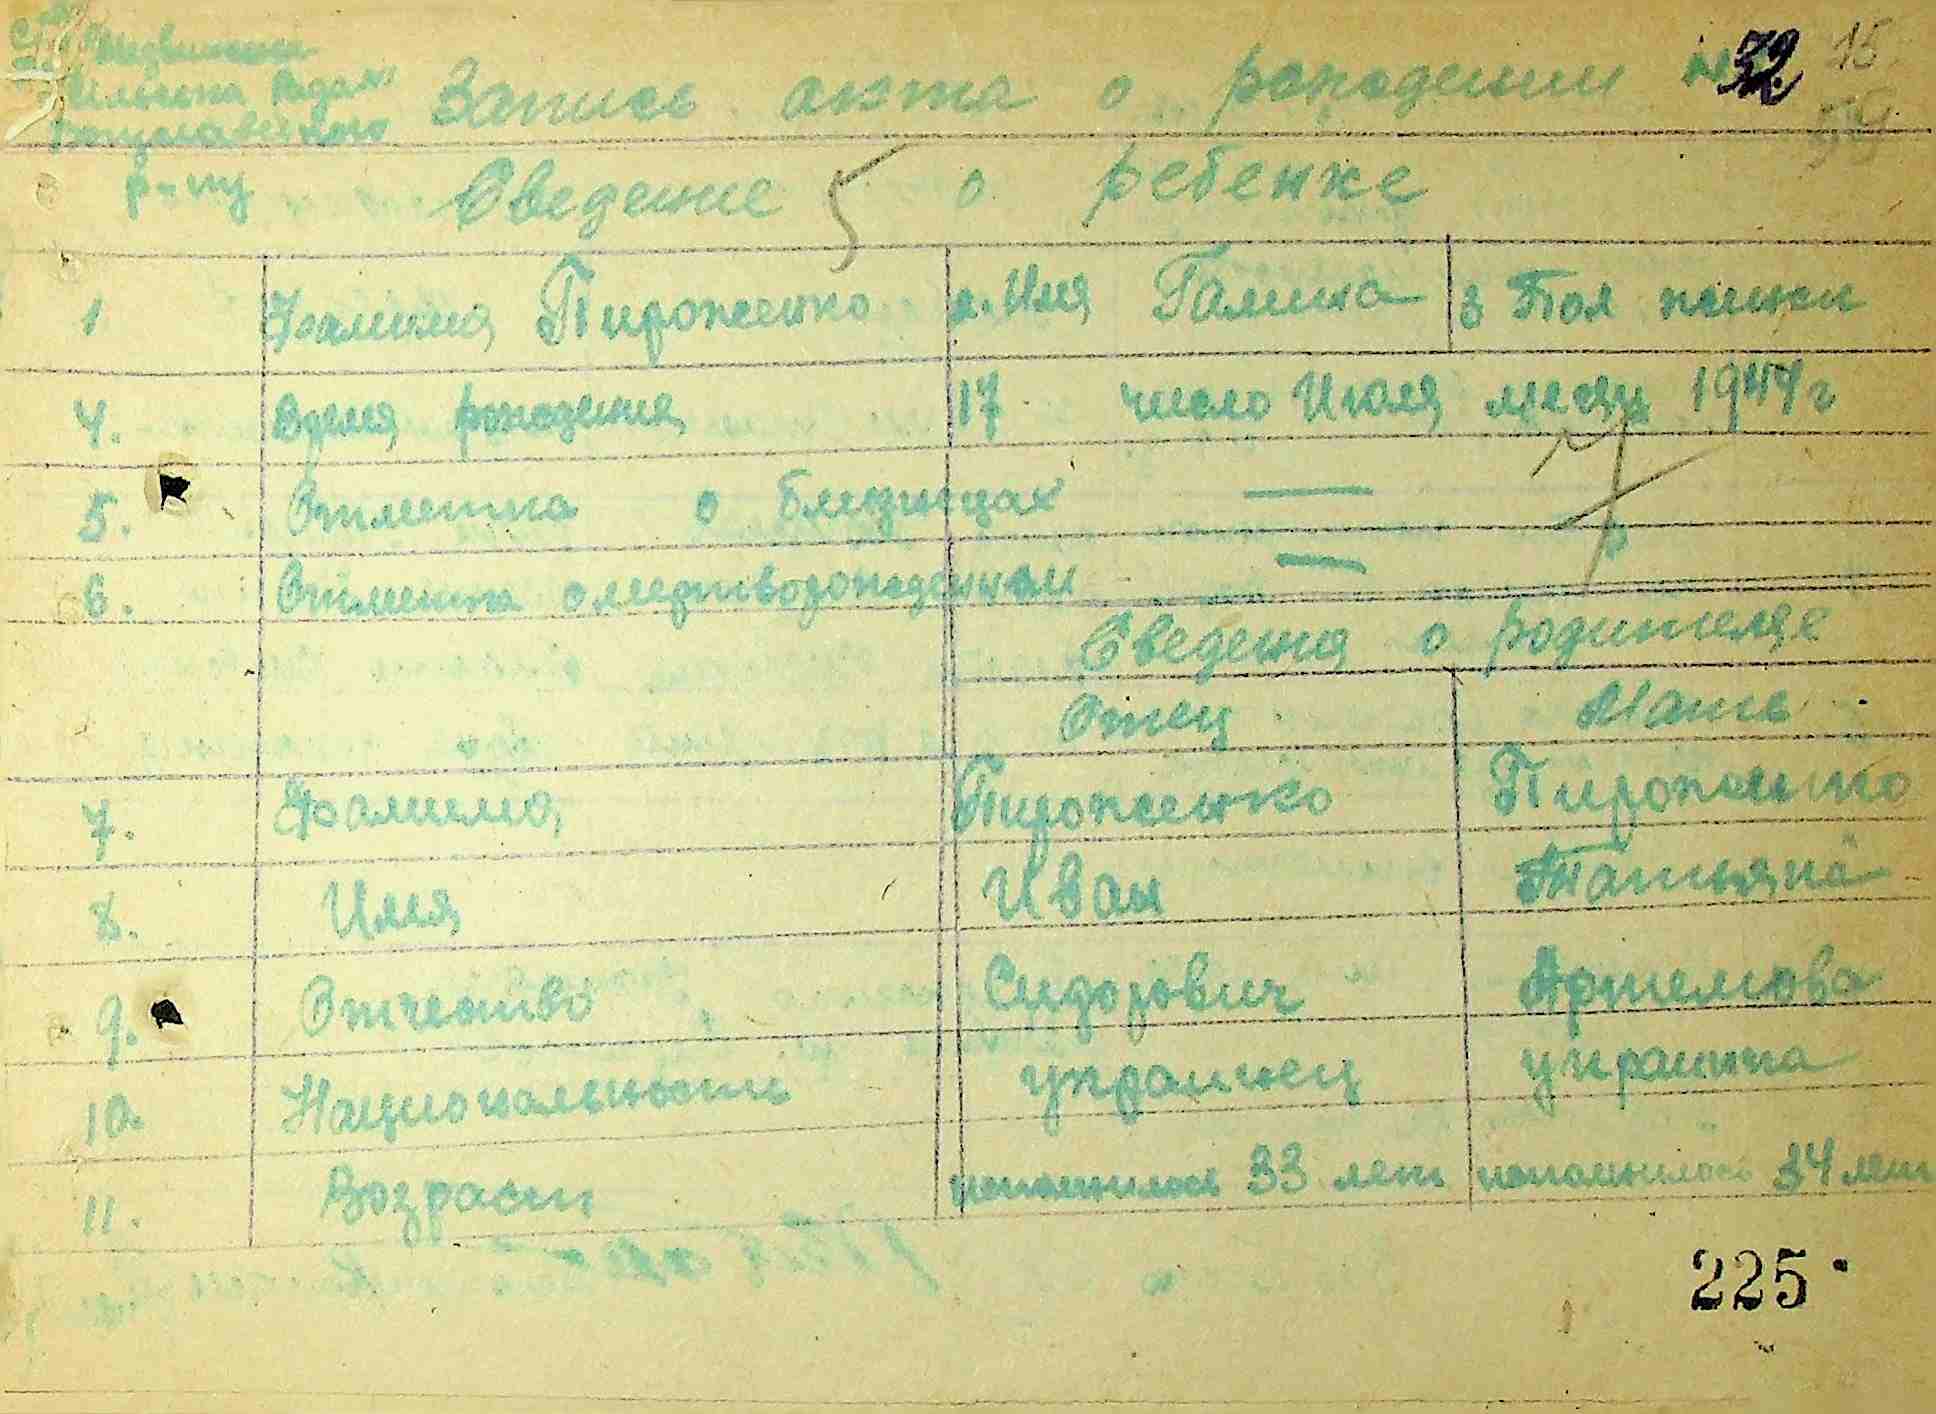 Запись акта о рождении № 32 15
р-ну Сведение о ребенке
1 Фамилия Пироженко 2. Имя Галина 3 Пол женски
4. Время рождения 17 число Июля месяц 1944 г
5. Отметка о близнецах —
6. Отметка о мертворожденном —
Сведения о родителях
Отец Мать
7. Фамилия Пироженко Пироженко
8. Имя Иван Татьяна
9. Отчество Сидорович Артемовна
10. Национальность украинец украинка
11. Возраст исполнилось 33 лет исполнилось 34 лет
225